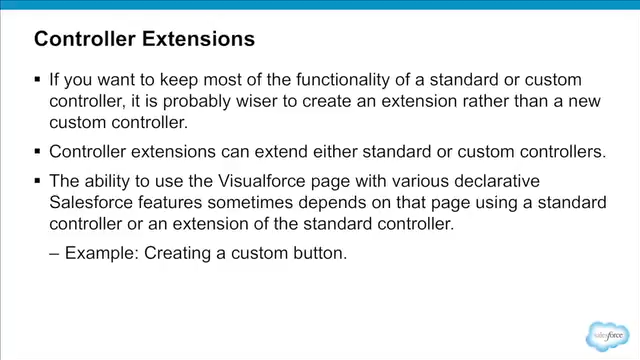 Controller Extensions
▪ If you want to keep most of the functionality of a standard or custom
controller, it is probably wiser to create an extension rather than a new
custom controller.
▪ Controller extensions can extend either standard or custom controllers.
▪ The ability to use the Visualforce page with various declarative
Salesforce features sometimes depends on that page using a standard
controller or an extension of the standard controller.
– Example: Creating a custom button.
salesforce